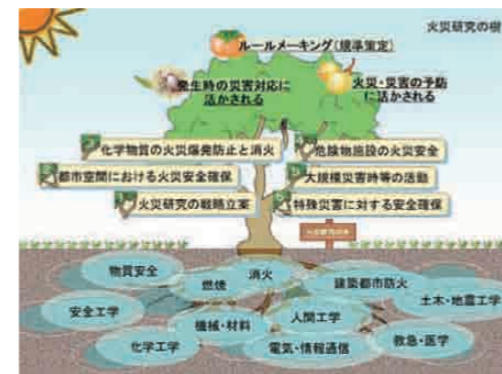 火災研究の樹
ルールメーキング(規準策定)
発生時の災害対応に
活かされる
火災・災害の予防
に活かされる
化学物質の火災爆発防止と消火
危険物施設の火災安全
都市空間における火災安全確保
大規模災害時等の活動
火災研究の戦略立案
特殊災害に対する安全確保
物質安全
燃焼
消火
建築都市防火
土木・地震工学
安全工学
機械・材料
人間工学
化学工学
電気・情報通信
救急・医学